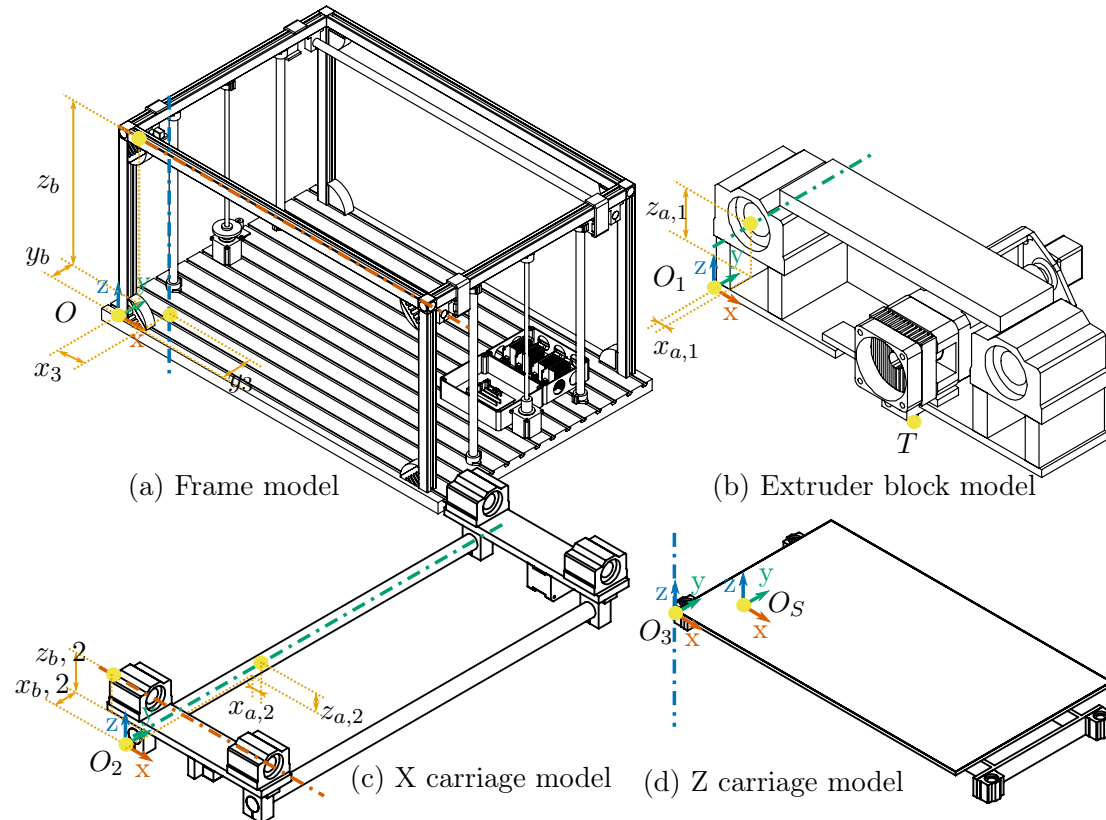 z_b
y_b
z
y
O
x
x_3
y_3
(a) Frame model
z_{a,1}
y
z
O_1
x
x_{a,1}
T
(b) Extruder block model
z_b, 2
x_b, 2
y
z
O_2
x
x_{a,2}
z_{a,2}
(c) X carriage model
y
z
O_3
x
y
z
O_S
x
(d) Z carriage model